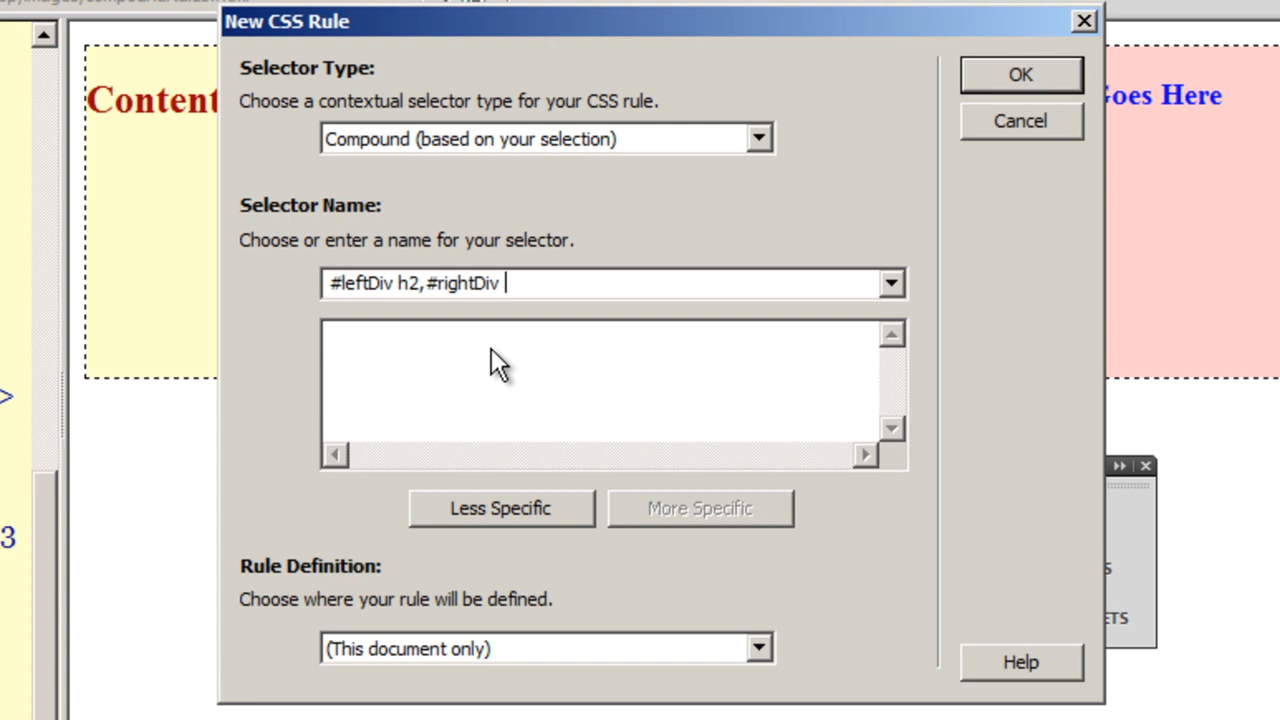 New CSS Rule
Selector Type:
Choose a contextual selector type for your CSS rule.
Compound (based on your selection)
Selector Name:
Choose or enter a name for your selector.
#leftDiv h2,#rightDiv
Less Specific
More Specific
Rule Definition:
Choose where your rule will be defined.
(This document only)
OK
Cancel
Help
Content
Goes Here
>
3
S
ETS